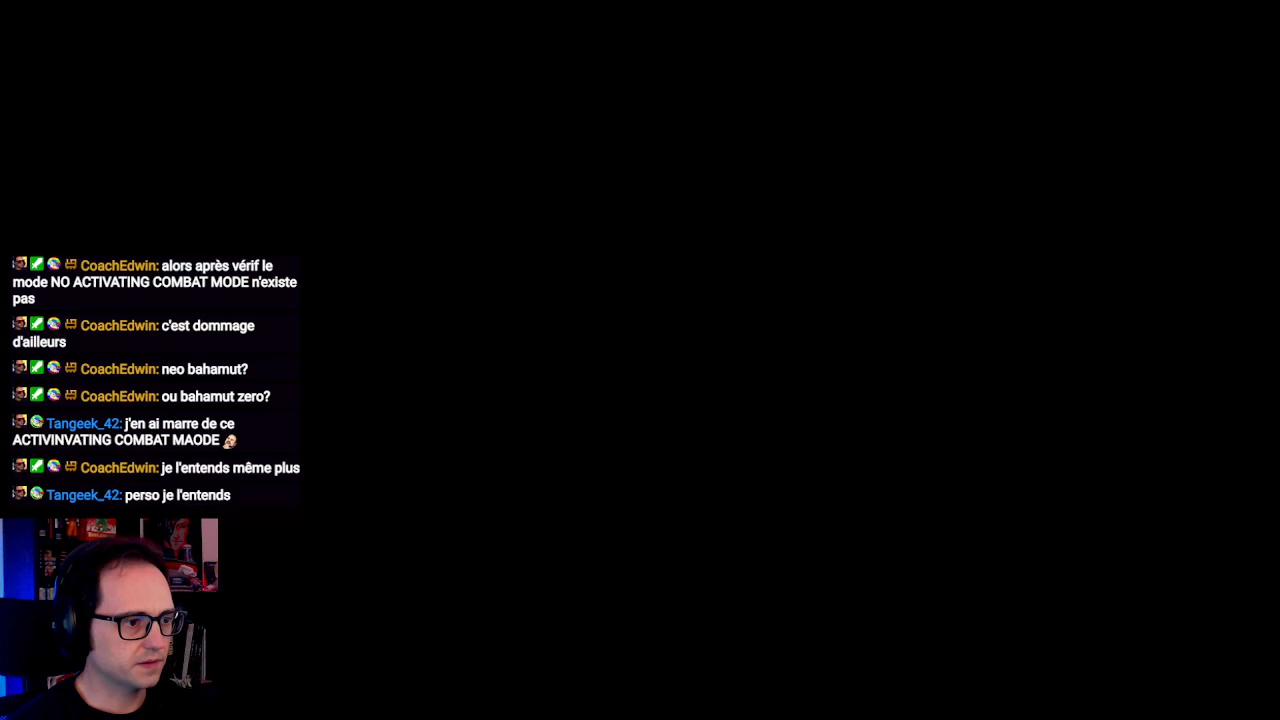 CoachEdwin: alors après vérif le
mode NO ACTIVATING COMBAT MODE n'existe
pas
CoachEdwin: c'est dommage
d'ailleurs
CoachEdwin: neo bahamut?
CoachEdwin: ou bahamut zero?
Tangeek_42: j'en ai marre de ce
ACTIVINVATING COMBAT MAODE
CoachEdwin: je l'entends même plus
Tangeek_42: perso je l'entends